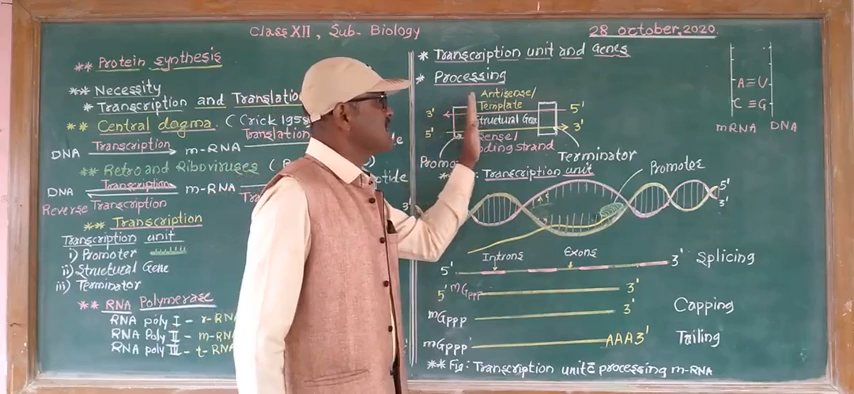 Class XII, Sub- Biology
28 october, 2020
** Protein synthesis
* Necessity
* Transcription and Translation
** Central dogma (Crick 1958
DNA Transcription m-RNA Translation
** Retro and Riboviruses (
DNA Transcription m-RNA
Reverse Transcription
** Transcription
Transcription unit
i) Promoter
ii) Structural Gene
iii) Terminator
** RNA Polymerase
RNA poly I - r-RNA
RNA Poly II - m-RNA
RNA poly III - t-RNA
* Transcription unit and Genes
* Processing
Antisense/
Template
3' 5'
Structural Gene
5' 3'
Sense/
coding strand
Promo
Terminator
Transcription unit
Promoter
5'
3'
Introns Exons
5' 3' Splicing
5' mGppp 3'
mGppp 3' Capping
mGppp AAA3' Tailing
** Fig: Transcription unit c̄ processing m-RNA
A ≡ U
C ≡ G
mRNA DNA